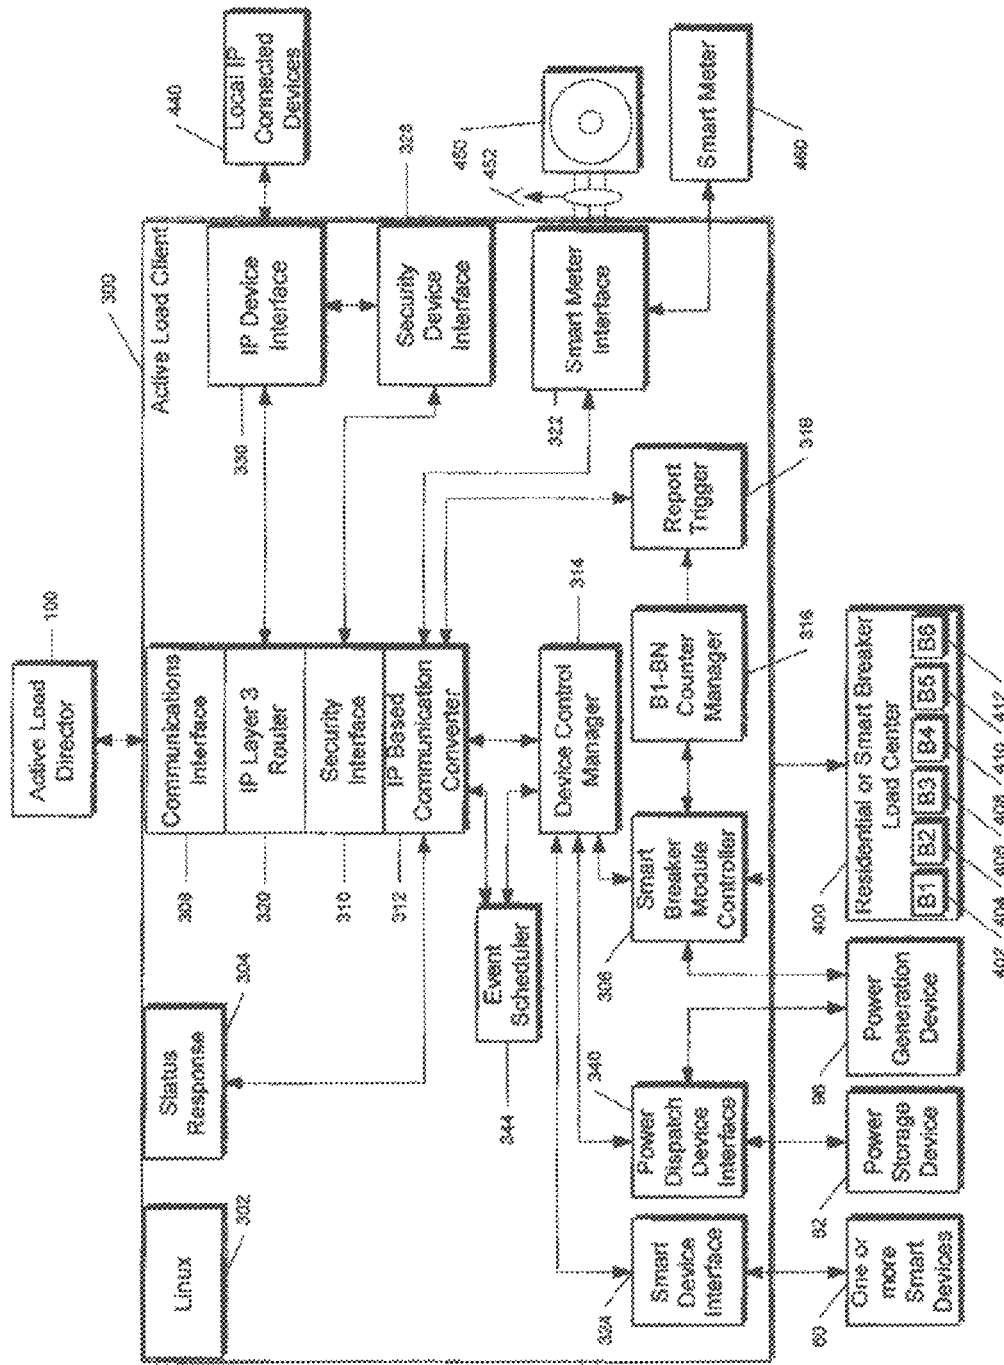 100
Active Load
Director
300
Active Load Client
440
Local IP
Connected
Devices
Linux
302
Status
Response
304
Communications
Interface
308
IP Layer 3
Router
320
Security
Interface
310
IP Based
Communication
Converter
312
IP Device
Interface
330
Security
Device
Interface
328
Smart Meter
Interface
322
460
452
Smart Meter
460
Event
Scheduler
344
Device Control
Manager
314
Report
Trigger
318
B1-BN
Counter
Manager
316
Smart
Breaker
Module
Controller
306
Power
Dispatch
Device
Interface
340
Smart
Device
Interface
324
One or
more
Smart
Devices
60
Power
Storage
Device
62
Power
Generation
Device
96
400
Residential or Smart Breaker
Load Center
B1 B2 B3 B4 B5 B6
402 404 405 408 410 412